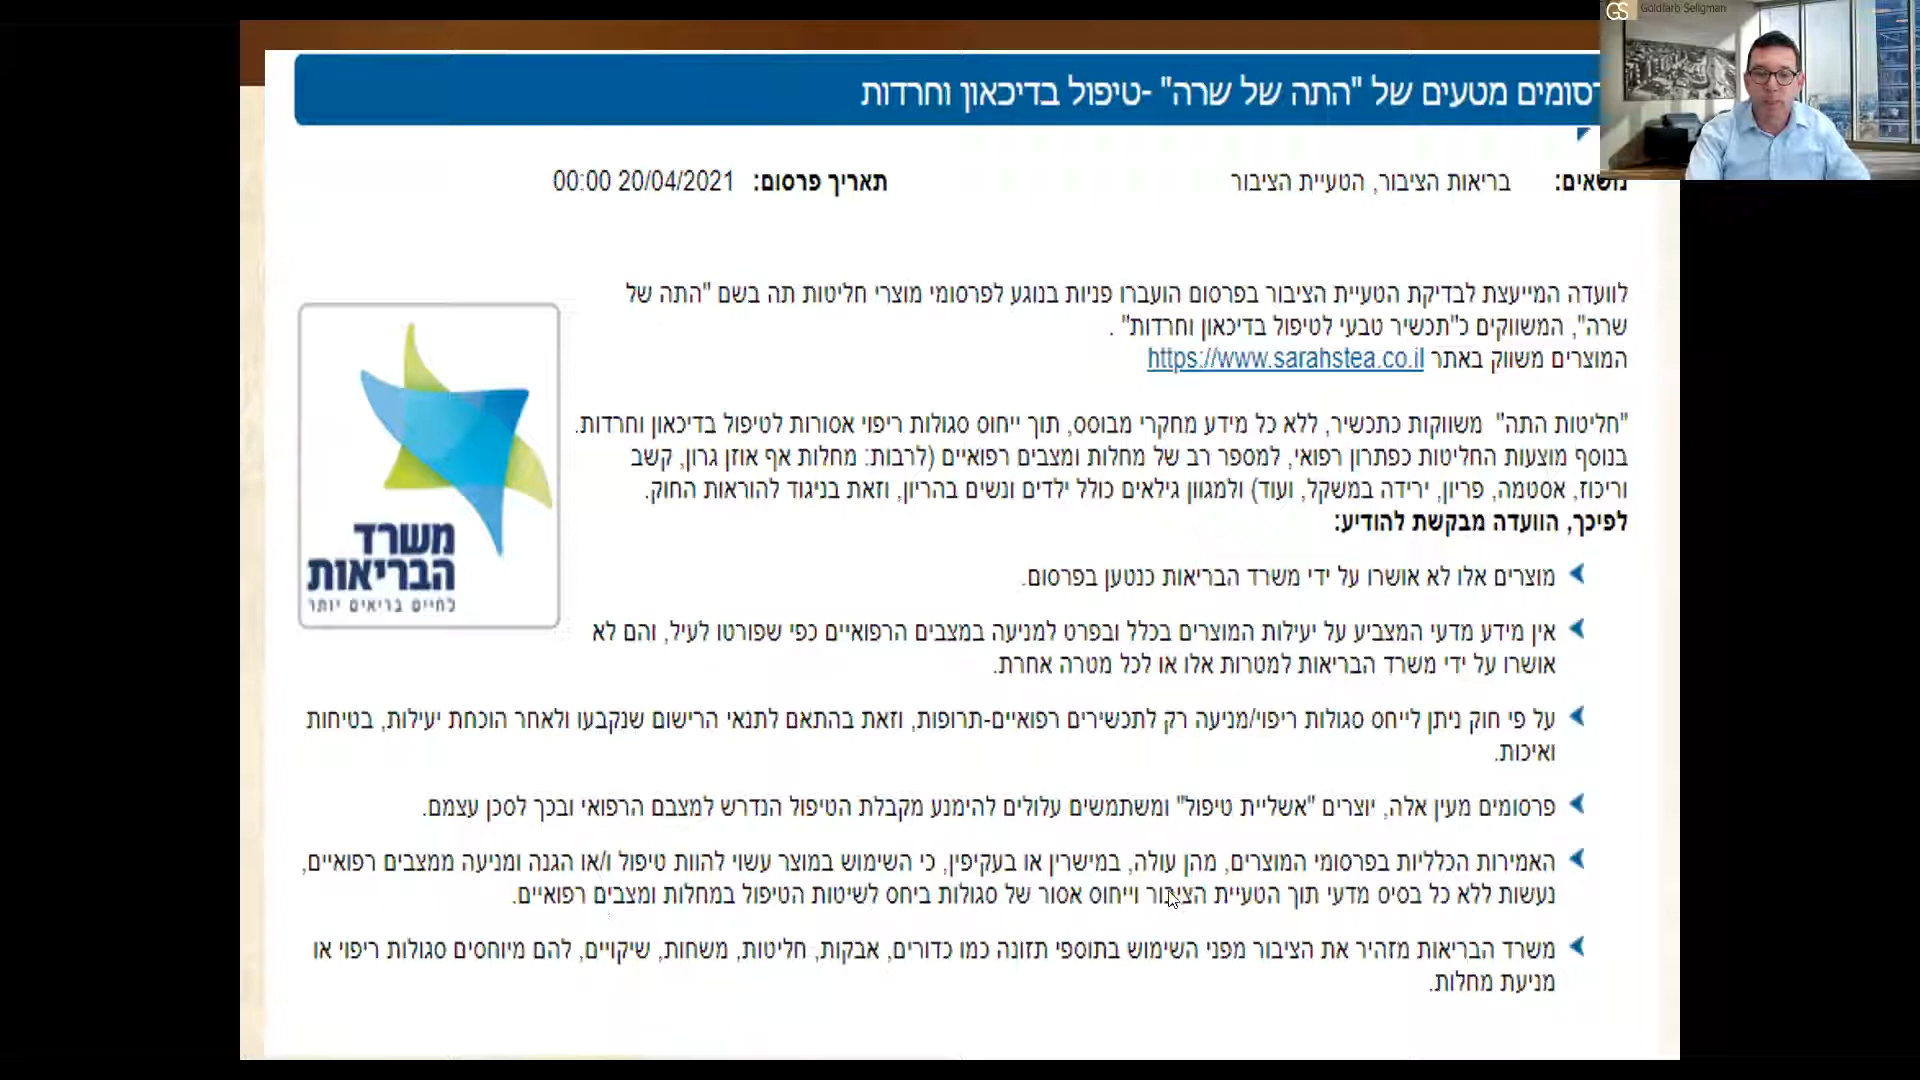 GS Goldfarb Seligman
רסומים מטעים של "התה של שרה" -טיפול בדיכאון וחרדות
נושאים: בריאות הציבור, הטעיית הציבור
תאריך פרסום: 20/04/2021 00:00
לוועדה המייעצת לבדיקת הטעיית הציבור בפרסום הועברו פניות בנוגע לפרסומי מוצרי חליטות תה בשם "התה של
שרה", המשווקים כ"תכשיר טבעי לטיפול בדיכאון וחרדות" .
המוצרים משווק באתר https://www.sarahstea.co.il
"חליטות התה"  משווקות כתכשיר, ללא כל מידע מחקרי מבוסס, תוך ייחוס סגולות ריפוי אסורות לטיפול בדיכאון וחרדות.
בנוסף מוצעות החליטות כפתרון רפואי, למספר רב של מחלות ומצבים רפואיים (לרבות: מחלות אף אוזן גרון, קשב
וריכוז, אסטמה, פריון, ירידה במשקל, ועוד) ולמגוון גילאים כולל ילדים ונשים בהריון, וזאת בניגוד להוראות החוק.
לפיכך, הוועדה מבקשת להודיע:
משרד
הבריאות
לחיים בריאים יותר
מוצרים אלו לא אושרו על ידי משרד הבריאות כנטען בפרסום.
אין מידע מדעי המצביע על יעילות המוצרים בכלל ובפרט למניעה במצבים הרפואיים כפי שפורטו לעיל, והם לא
אושרו על ידי משרד הבריאות למטרות אלו או לכל מטרה אחרת.
על פי חוק ניתן לייחס סגולות ריפוי/מניעה רק לתכשירים רפואיים-תרופות, וזאת בהתאם לתנאי הרישום שנקבעו ולאחר הוכחת יעילות, בטיחות
ואיכות.
פרסומים מעין אלה, יוצרים "אשליית טיפול" ומשתמשים עלולים להימנע מקבלת הטיפול הנדרש למצבם הרפואי ובכך לסכן עצמם.
האמירות הכלליות בפרסומי המוצרים, מהן עולה, במישרין או בעקיפין, כי השימוש במוצר עשוי להוות טיפול ו/או הגנה ומניעה ממצבים רפואיים,
נעשות ללא כל בסיס מדעי תוך הטעיית הציבור וייחוס אסור של סגולות ביחס לשיטות הטיפול במחלות ומצבים רפואיים.
משרד הבריאות מזהיר את הציבור מפני השימוש בתוספי תזונה כמו כדורים, אבקות, חליטות, משחות, שיקויים, להם מיוחסים סגולות ריפוי או
מניעת מחלות.